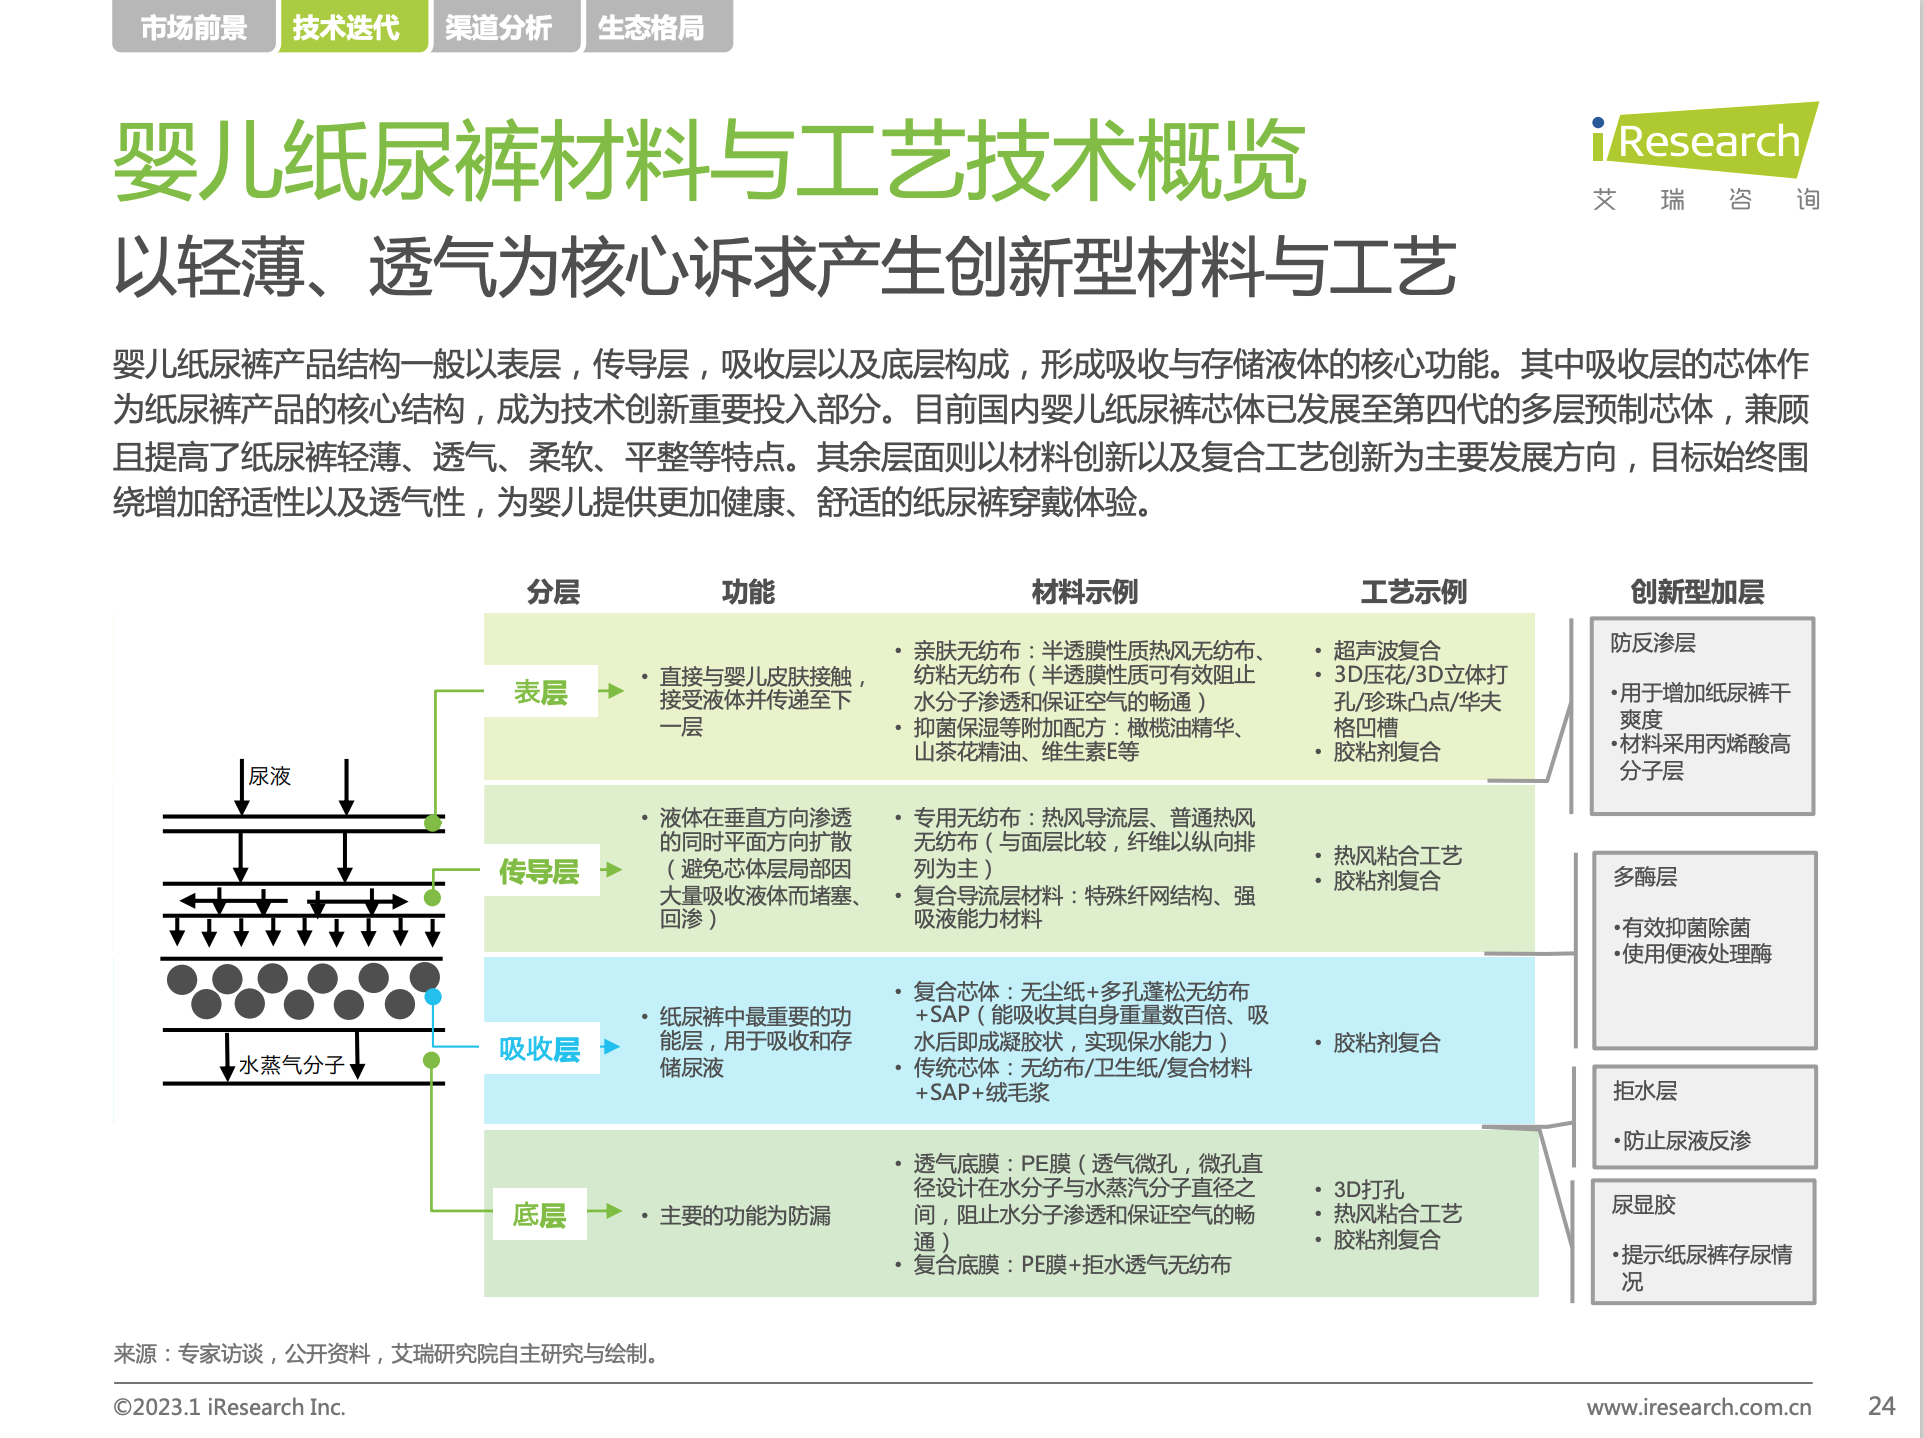 市场前景 技术迭代 渠道分析 生态格局
婴儿纸尿裤材料与工艺技术概览
iResearch
艾 瑞 咨 询
以轻薄、透气为核心诉求产生创新型材料与工艺
婴儿纸尿裤产品结构一般以表层，传导层，吸收层以及底层构成，形成吸收与存储液体的核心功能。其中吸收层的芯体作
为纸尿裤产品的核心结构，成为技术创新重要投入部分。目前国内婴儿纸尿裤芯体已发展至第四代的多层预制芯体，兼顾
且提高了纸尿裤轻薄、透气、柔软、平整等特点。其余层面则以材料创新以及复合工艺创新为主要发展方向，目标始终围
绕增加舒适性以及透气性，为婴儿提供更加健康、舒适的纸尿裤穿戴体验。
分层 功能 材料示例 工艺示例 创新型加层
尿液
水蒸气分子
表层
• 直接与婴儿皮肤接触，
接受液体并传递至下
一层
• 亲肤无纺布：半透膜性质热风无纺布、
纺粘无纺布（半透膜性质可有效阻止
水分子渗透和保证空气的畅通）
• 抑菌保湿等附加配方：橄榄油精华、
山茶花精油、维生素E等
• 超声波复合
• 3D压花/3D立体打
孔/珍珠凸点/华夫
格凹槽
• 胶粘剂复合
传导层
• 液体在垂直方向渗透
的同时平面方向扩散
（避免芯体层局部因
大量吸收液体而堵塞、
回渗）
• 专用无纺布：热风导流层、普通热风
无纺布（与面层比较，纤维以纵向排
列为主）
• 复合导流层材料：特殊纤网结构、强
吸液能力材料
• 热风粘合工艺
• 胶粘剂复合
吸收层
• 纸尿裤中最重要的功
能层，用于吸收和存
储尿液
• 复合芯体：无尘纸+多孔蓬松无纺布
+SAP（能吸收其自身重量数百倍、吸
水后即成凝胶状，实现保水能力）
• 传统芯体：无纺布/卫生纸/复合材料
+SAP+绒毛浆
• 胶粘剂复合
底层
• 主要的功能为防漏
• 透气底膜：PE膜（透气微孔，微孔直
径设计在水分子与水蒸汽分子直径之
间，阻止水分子渗透和保证空气的畅
通）
• 复合底膜：PE膜+拒水透气无纺布
• 3D打孔
• 热风粘合工艺
• 胶粘剂复合
防反渗层
•用于增加纸尿裤干
爽度
•材料采用丙烯酸高
分子层
多酶层
•有效抑菌除菌
•使用便液处理酶
拒水层
•防止尿液反渗
尿显胶
•提示纸尿裤存尿情
况
来源：专家访谈，公开资料，艾瑞研究院自主研究与绘制。
©2023.1 iResearch Inc. www.iresearch.com.cn 24